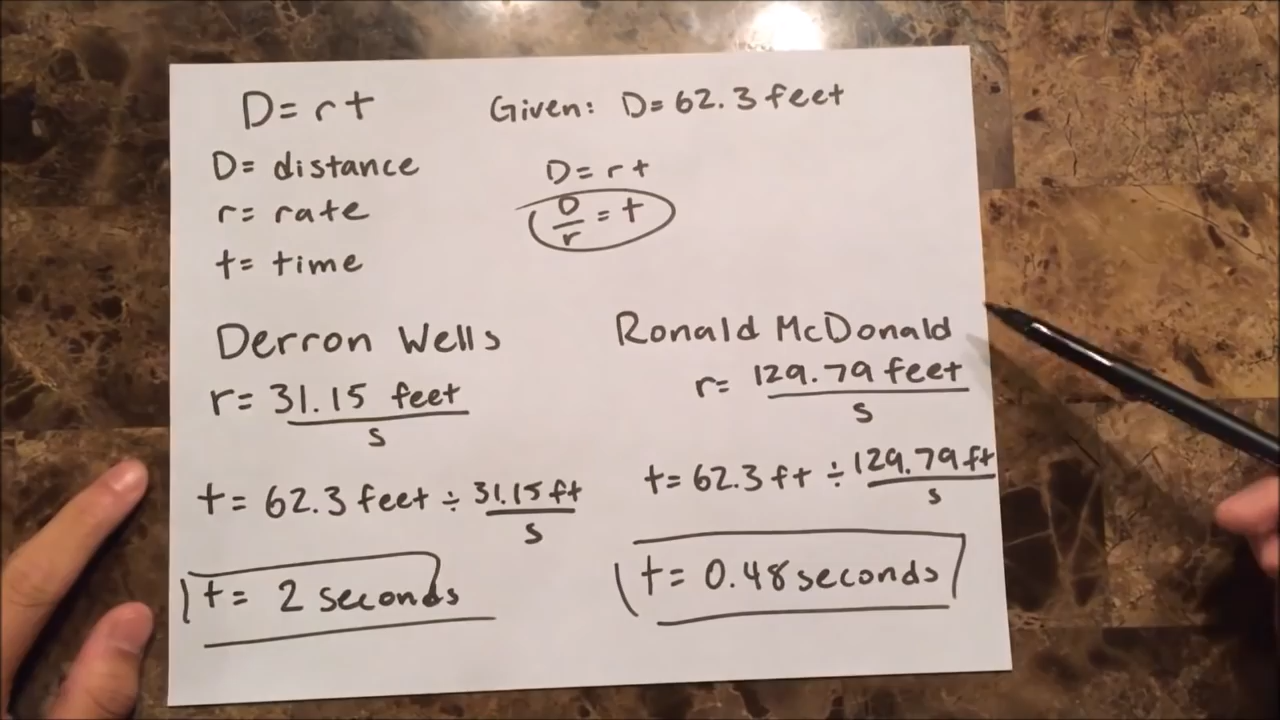 D = rt
Given: D = 62.3 feet
D = distance
r = rate
t = time
D = rt
D/r = t
Derron Wells
r = 31.15 feet/s
t = 62.3 feet ÷ 31.15 ft/s
t = 2 seconds
Ronald McDonald
r = 129.79 feet/s
t = 62.3 ft ÷ 129.79 ft/s
t = 0.48 seconds